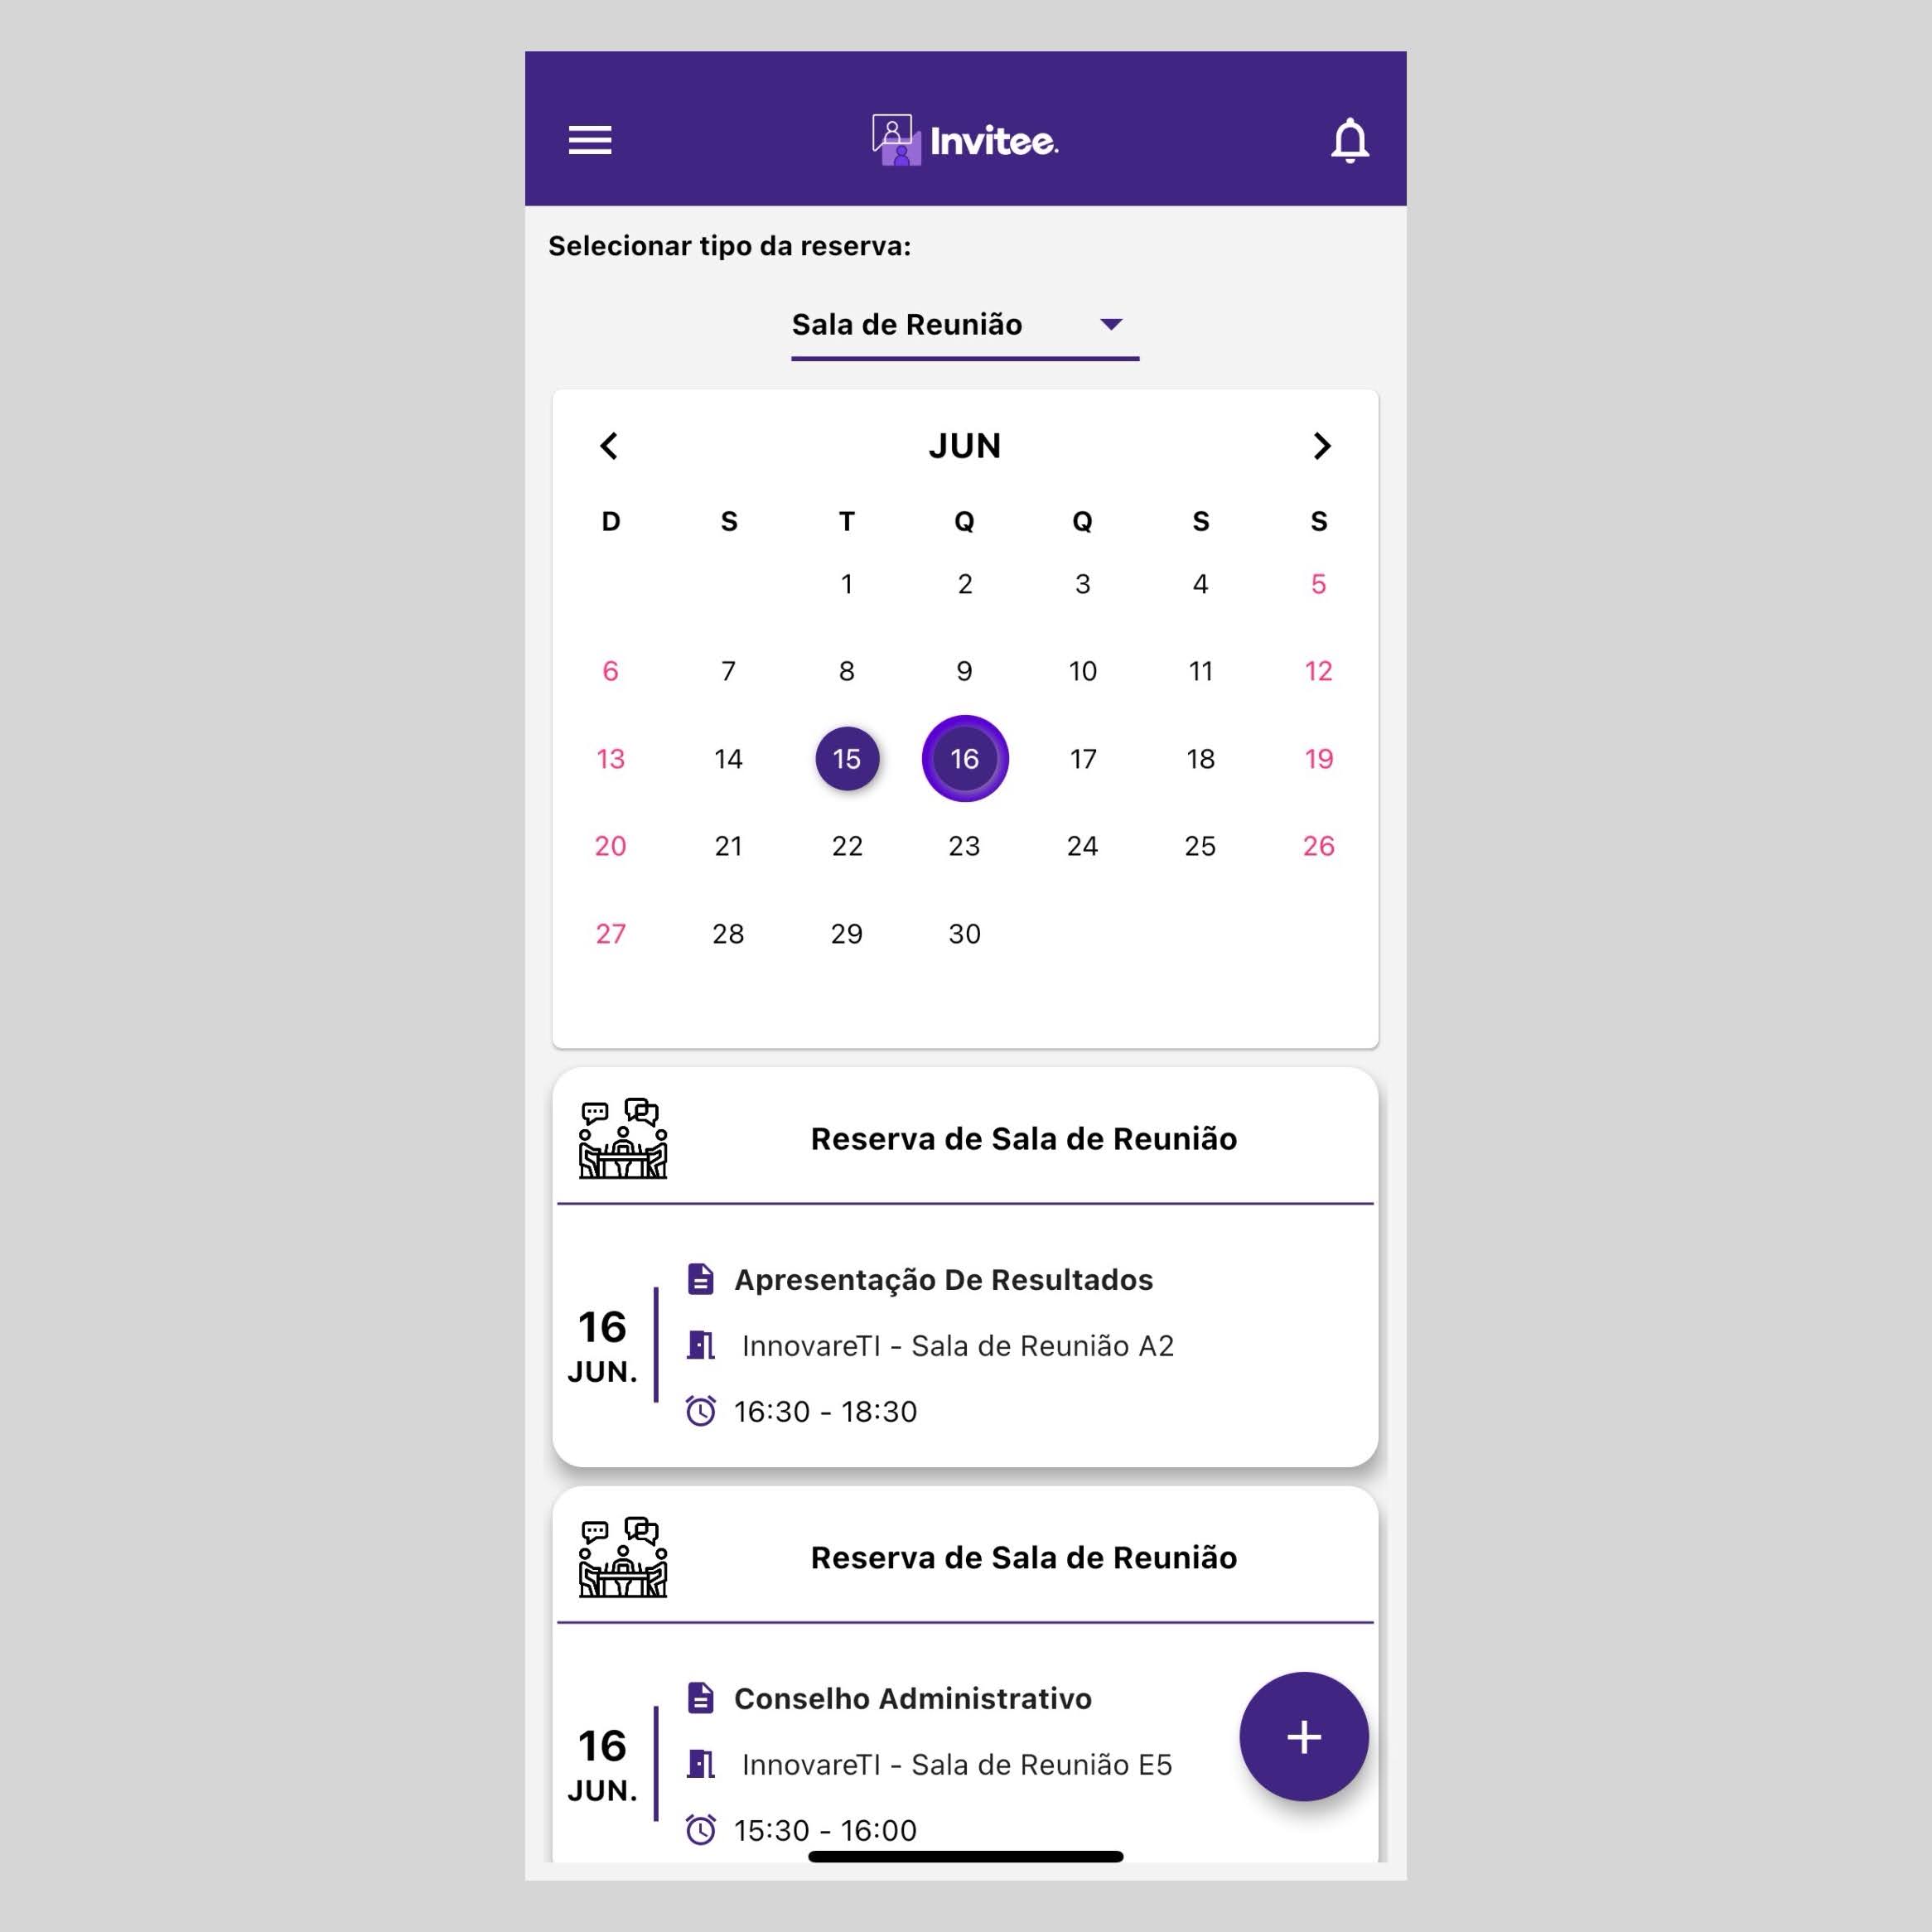 Invitee.
Selecionar tipo da reserva:
Sala de Reunião
JUN
D S T Q Q S S
1 2 3 4 5
6 7 8 9 10 11 12
13 14 15 16 17 18 19
20 21 22 23 24 25 26
27 28 29 30
Reserva de Sala de Reunião
16
JUN.
Apresentação De Resultados
InnovareTI - Sala de Reunião A2
16:30 - 18:30
Reserva de Sala de Reunião
16
JUN.
Conselho Administrativo
InnovareTI - Sala de Reunião E5
15:30 - 16:00
+